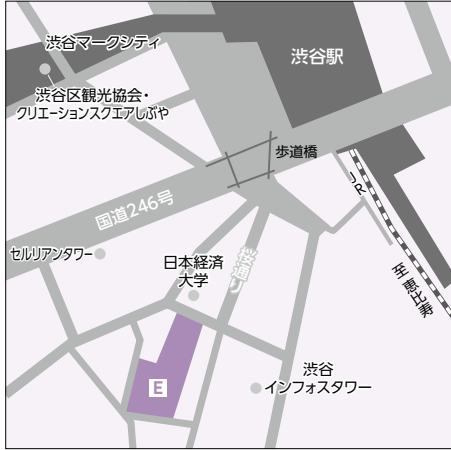 渋谷マークシティ
渋谷駅
渋谷区観光協会・
クリエーションスクエアしぶや
歩道橋
JR
国道246号
セルリアンタワー
日本経済
大学
桜通り
至 恵比寿
渋谷
インフォスタワー
E